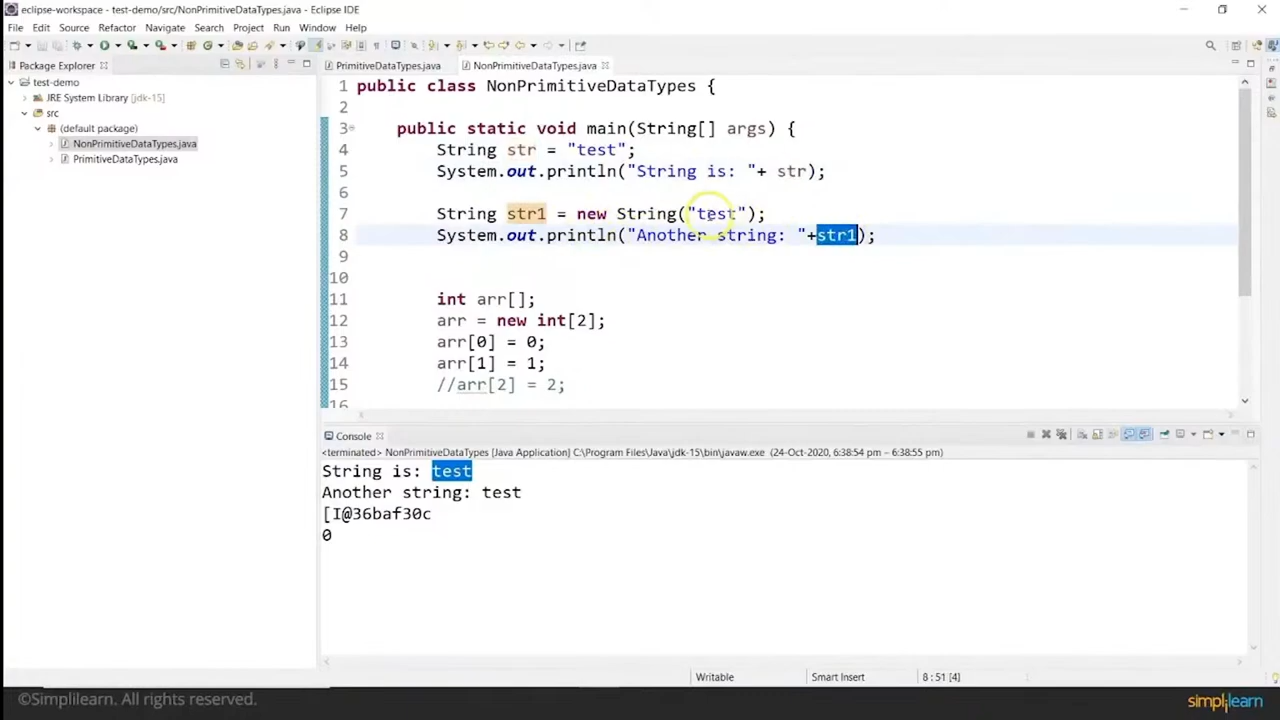 eclipse-workspace - test-demo/src/NonPrimitiveDataTypes.java - Eclipse IDE
File Edit Source Refactor Navigate Search Project Run Window Help
Package Explorer
test-demo
JRE System Library [jdk-15]
src
(default package)
NonPrimitiveDataTypes.java
PrimitiveDataTypes.java
PrimitiveDataTypes.java NonPrimitiveDataTypes.java
1 public class NonPrimitiveDataTypes {
2
3 public static void main(String[] args) {
4 String str = "test";
5 System.out.println("String is: "+ str);
6
7 String str1 = new String("test");
8 System.out.println("Another string: "+str1);
9
10
11 int arr[];
12 arr = new int[2];
13 arr[0] = 0;
14 arr[1] = 1;
15 //arr[2] = 2;
16
Console
<terminated> NonPrimitiveDataTypes [Java Application] C:\Program Files\Java\jdk-15\bin\javaw.exe (24-Oct-2020, 6:38:54 pm – 6:38:55 pm)
String is: test
Another string: test
[I@36baf30c
0
Writable Smart Insert 8 : 51 [4]
©Simplilearn. All rights reserved.
simplilearn